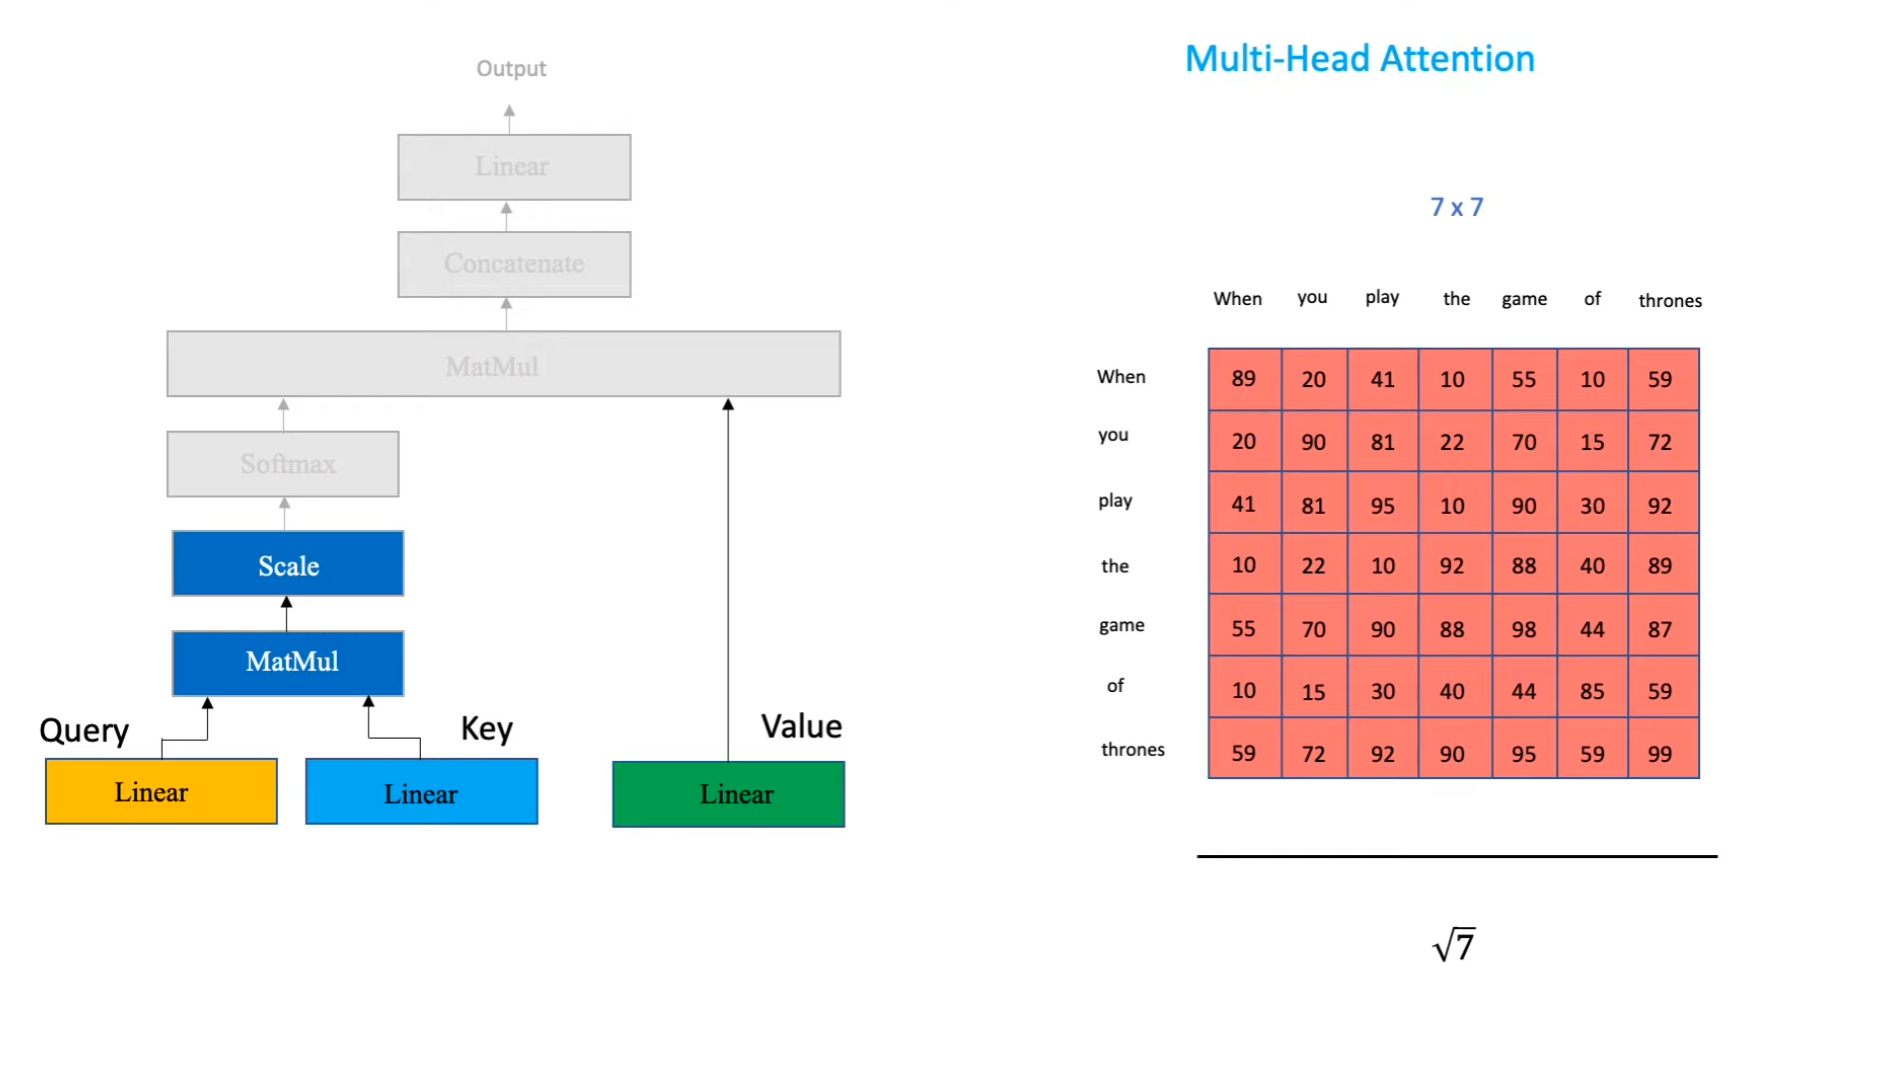 Multi-Head Attention
Output
Linear
Concatenate
MatMul
Softmax
Scale
MatMul
Query
Key
Value
Linear
Linear
Linear
7 x 7
When you play the game of thrones
When 89 20 41 10 55 10 59
you 20 90 81 22 70 15 72
play 41 81 95 10 90 30 92
the 10 22 10 92 88 40 89
game 55 70 90 88 98 44 87
of 10 15 30 40 44 85 59
thrones 59 72 92 90 95 59 99
√7